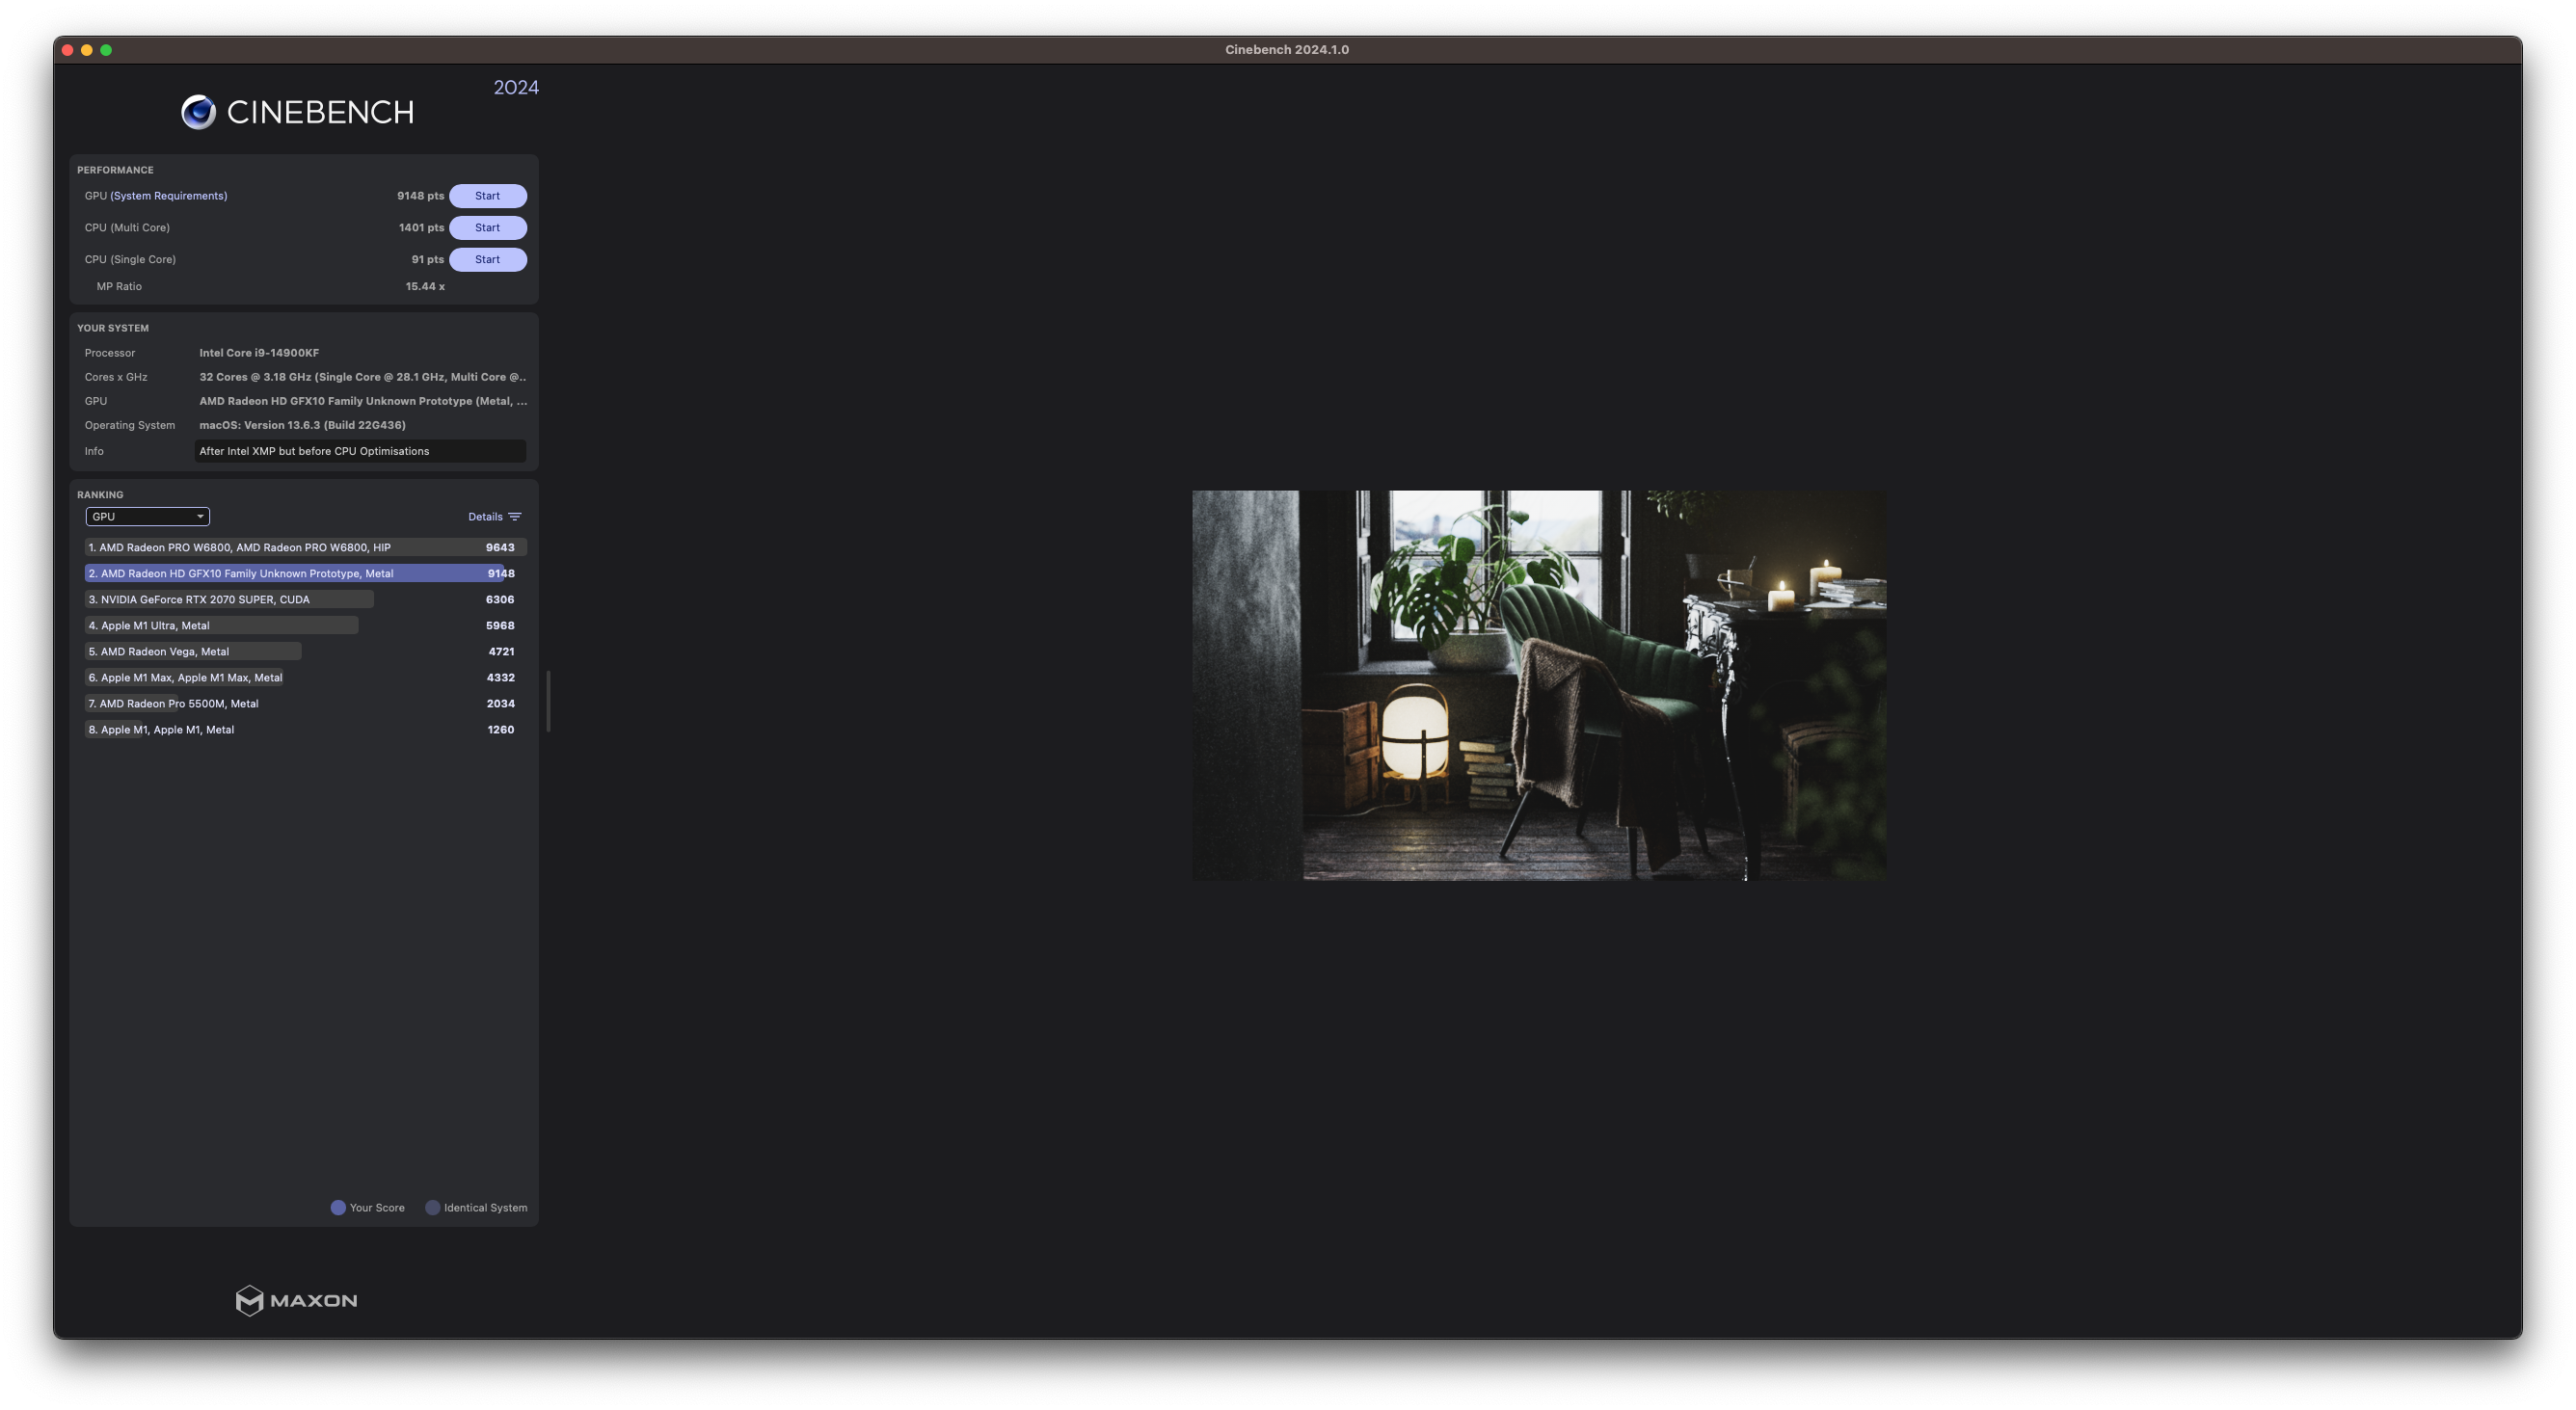 Cinebench 2024.1.0
2024
CINEBENCH
PERFORMANCE
GPU (System Requirements) 9148 pts Start
CPU (Multi Core) 1401 pts Start
CPU (Single Core) 91 pts Start
MP Ratio 15.44 x
YOUR SYSTEM
Processor Intel Core i9-14900KF
Cores x GHz 32 Cores @ 3.18 GHz (Single Core @ 28.1 GHz, Multi Core @..
GPU AMD Radeon HD GFX10 Family Unknown Prototype (Metal, ...
Operating System macOS: Version 13.6.3 (Build 22G436)
Info After Intel XMP but before CPU Optimisations
RANKING
GPU Details
1. AMD Radeon PRO W6800, AMD Radeon PRO W6800, HIP 9643
2. AMD Radeon HD GFX10 Family Unknown Prototype, Metal 9148
3. NVIDIA GeForce RTX 2070 SUPER, CUDA 6306
4. Apple M1 Ultra, Metal 5968
5. AMD Radeon Vega, Metal 4721
6. Apple M1 Max, Apple M1 Max, Metal 4332
7. AMD Radeon Pro 5500M, Metal 2034
8. Apple M1, Apple M1, Metal 1260
Your Score Identical System
MAXON